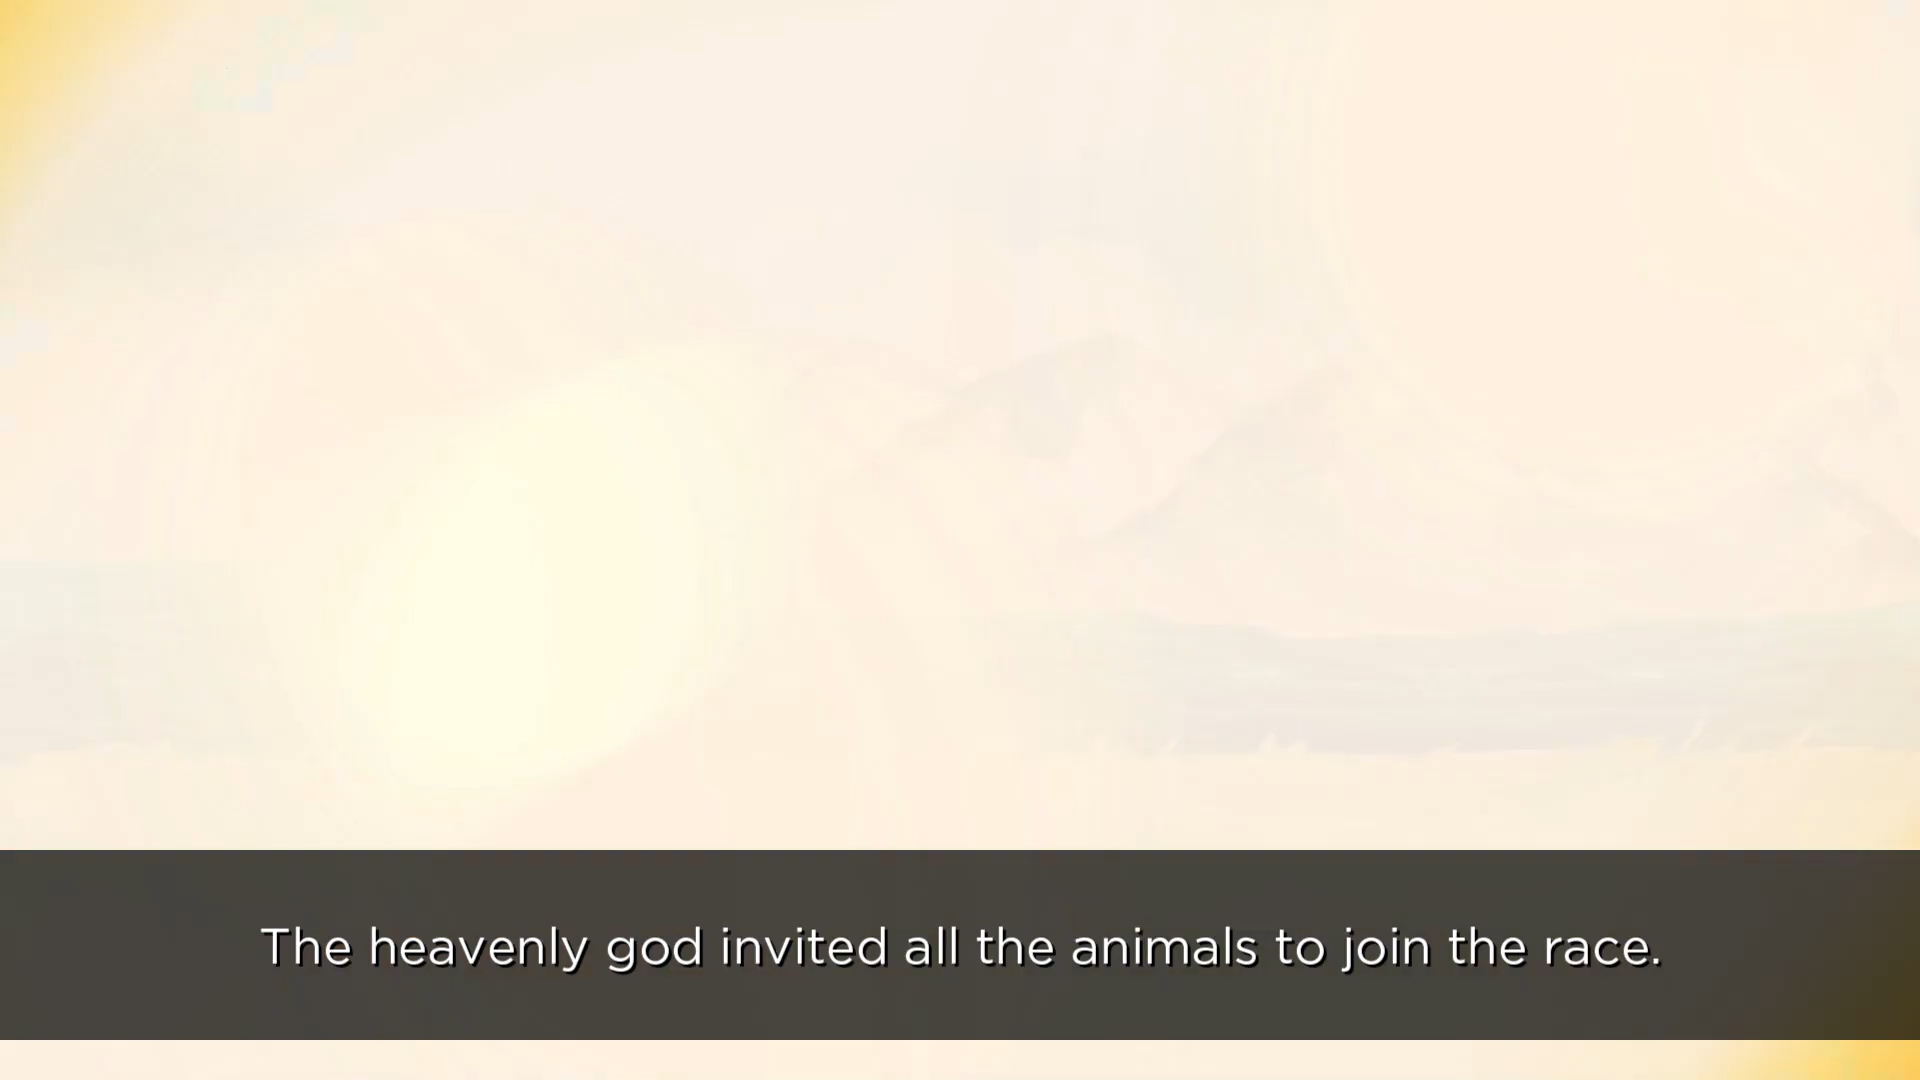 The heavenly god invited all the animals to join the race.